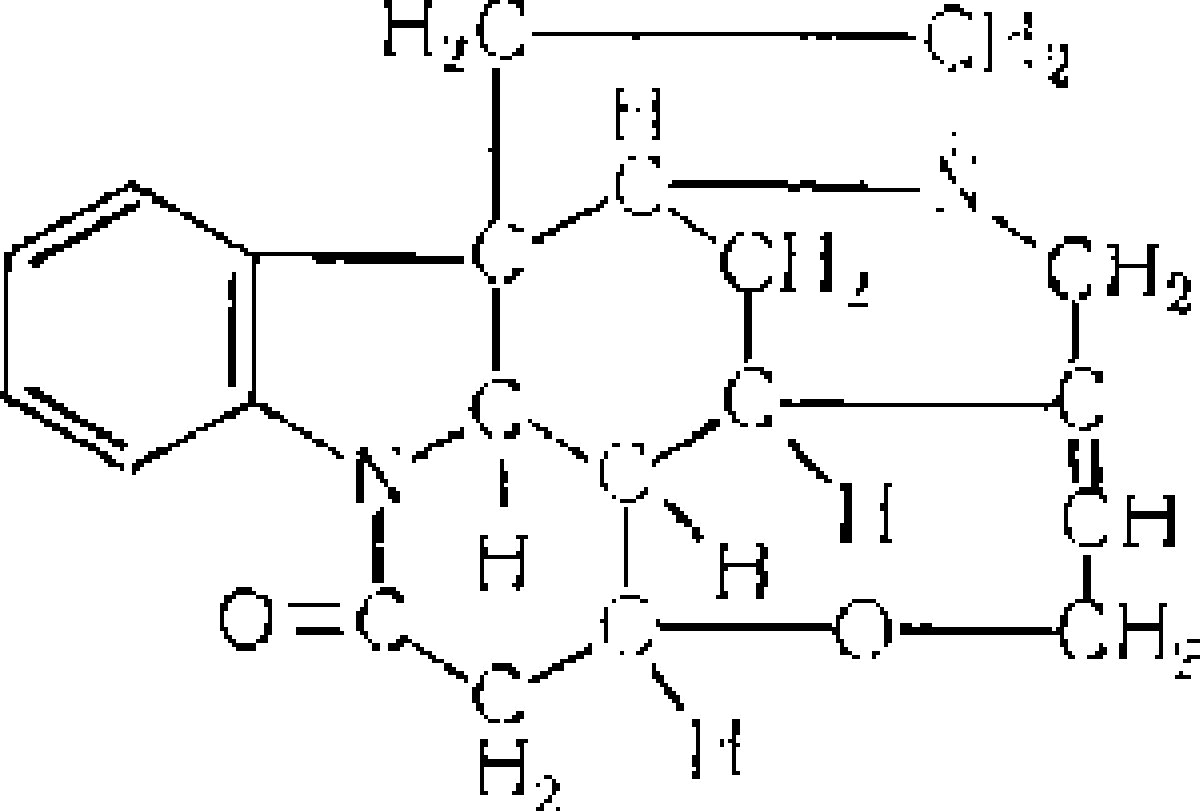 H₂C CH₂
H
C N
C CH₂ CH₂
C C C
C
N H CH
H H
O C C O CH₂
C H
H₂